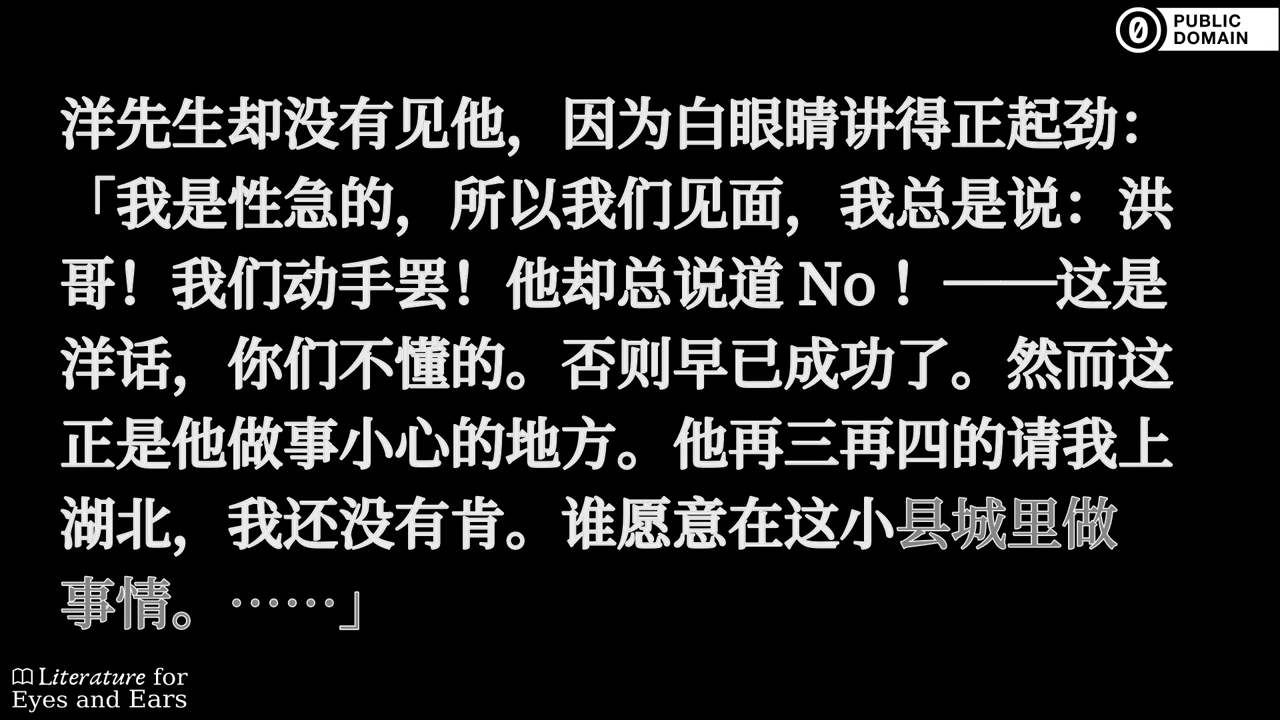 PUBLIC
DOMAIN
洋先生却没有见他，因为白眼睛讲得正起劲：
「我是性急的，所以我们见面，我总是说：洪
哥！我们动手罢！他却总说道 No！——这是
洋话，你们不懂的。否则早已成功了。然而这
正是他做事小心的地方。他再三再四的请我上
湖北，我还没有肯。谁愿意在这小县城里做
事情。……」
Literature for
Eyes and Ears